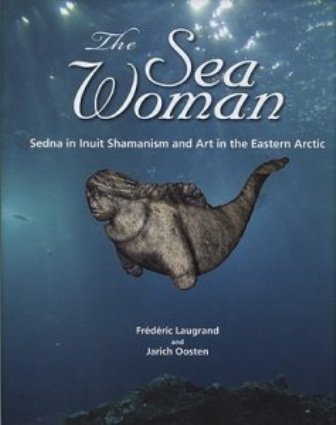 The
Sea
Woman
Sedna in Inuit Shamanism and Art in the Eastern Arctic
Frédéric Laugrand
and
Jarich Oosten